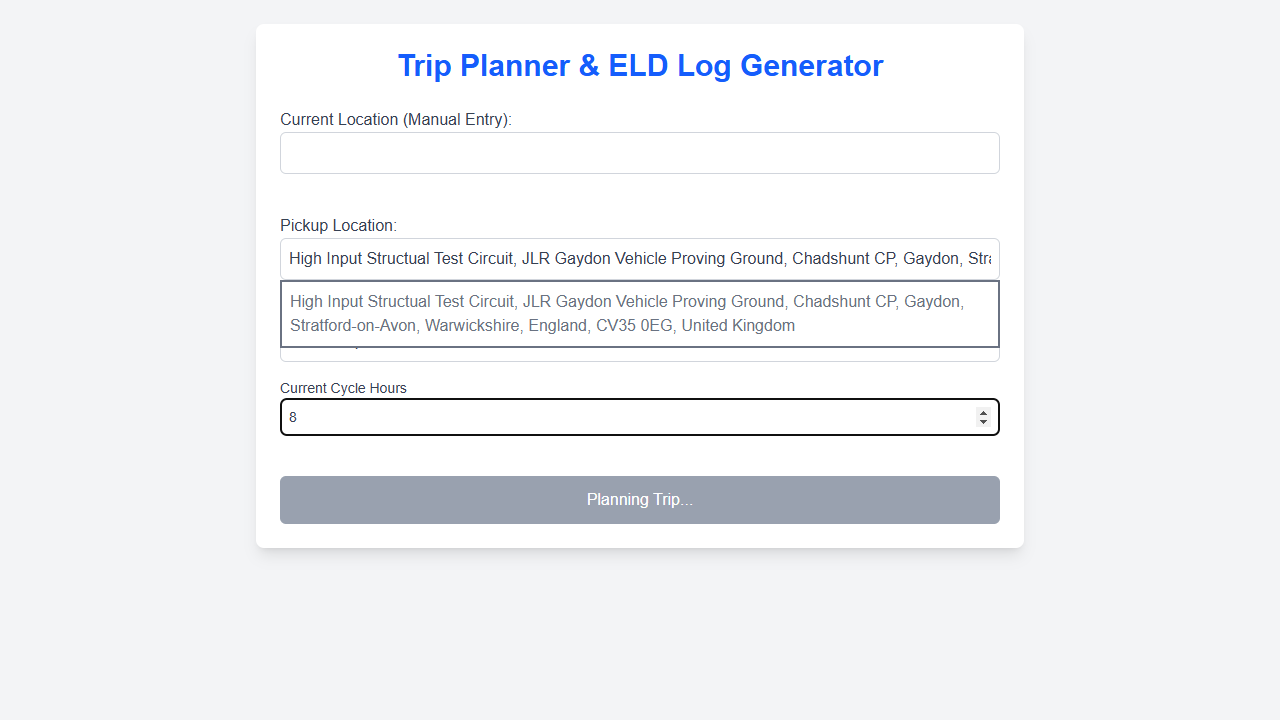 Trip Planner & ELD Log Generator
Current Location (Manual Entry):
Pickup Location:
High Input Structual Test Circuit, JLR Gaydon Vehicle Proving Ground, Chadshunt CP, Gaydon, Stra
High Input Structual Test Circuit, JLR Gaydon Vehicle Proving Ground, Chadshunt CP, Gaydon,
Stratford-on-Avon, Warwickshire, England, CV35 0EG, United Kingdom
Current Cycle Hours
8
Planning Trip...